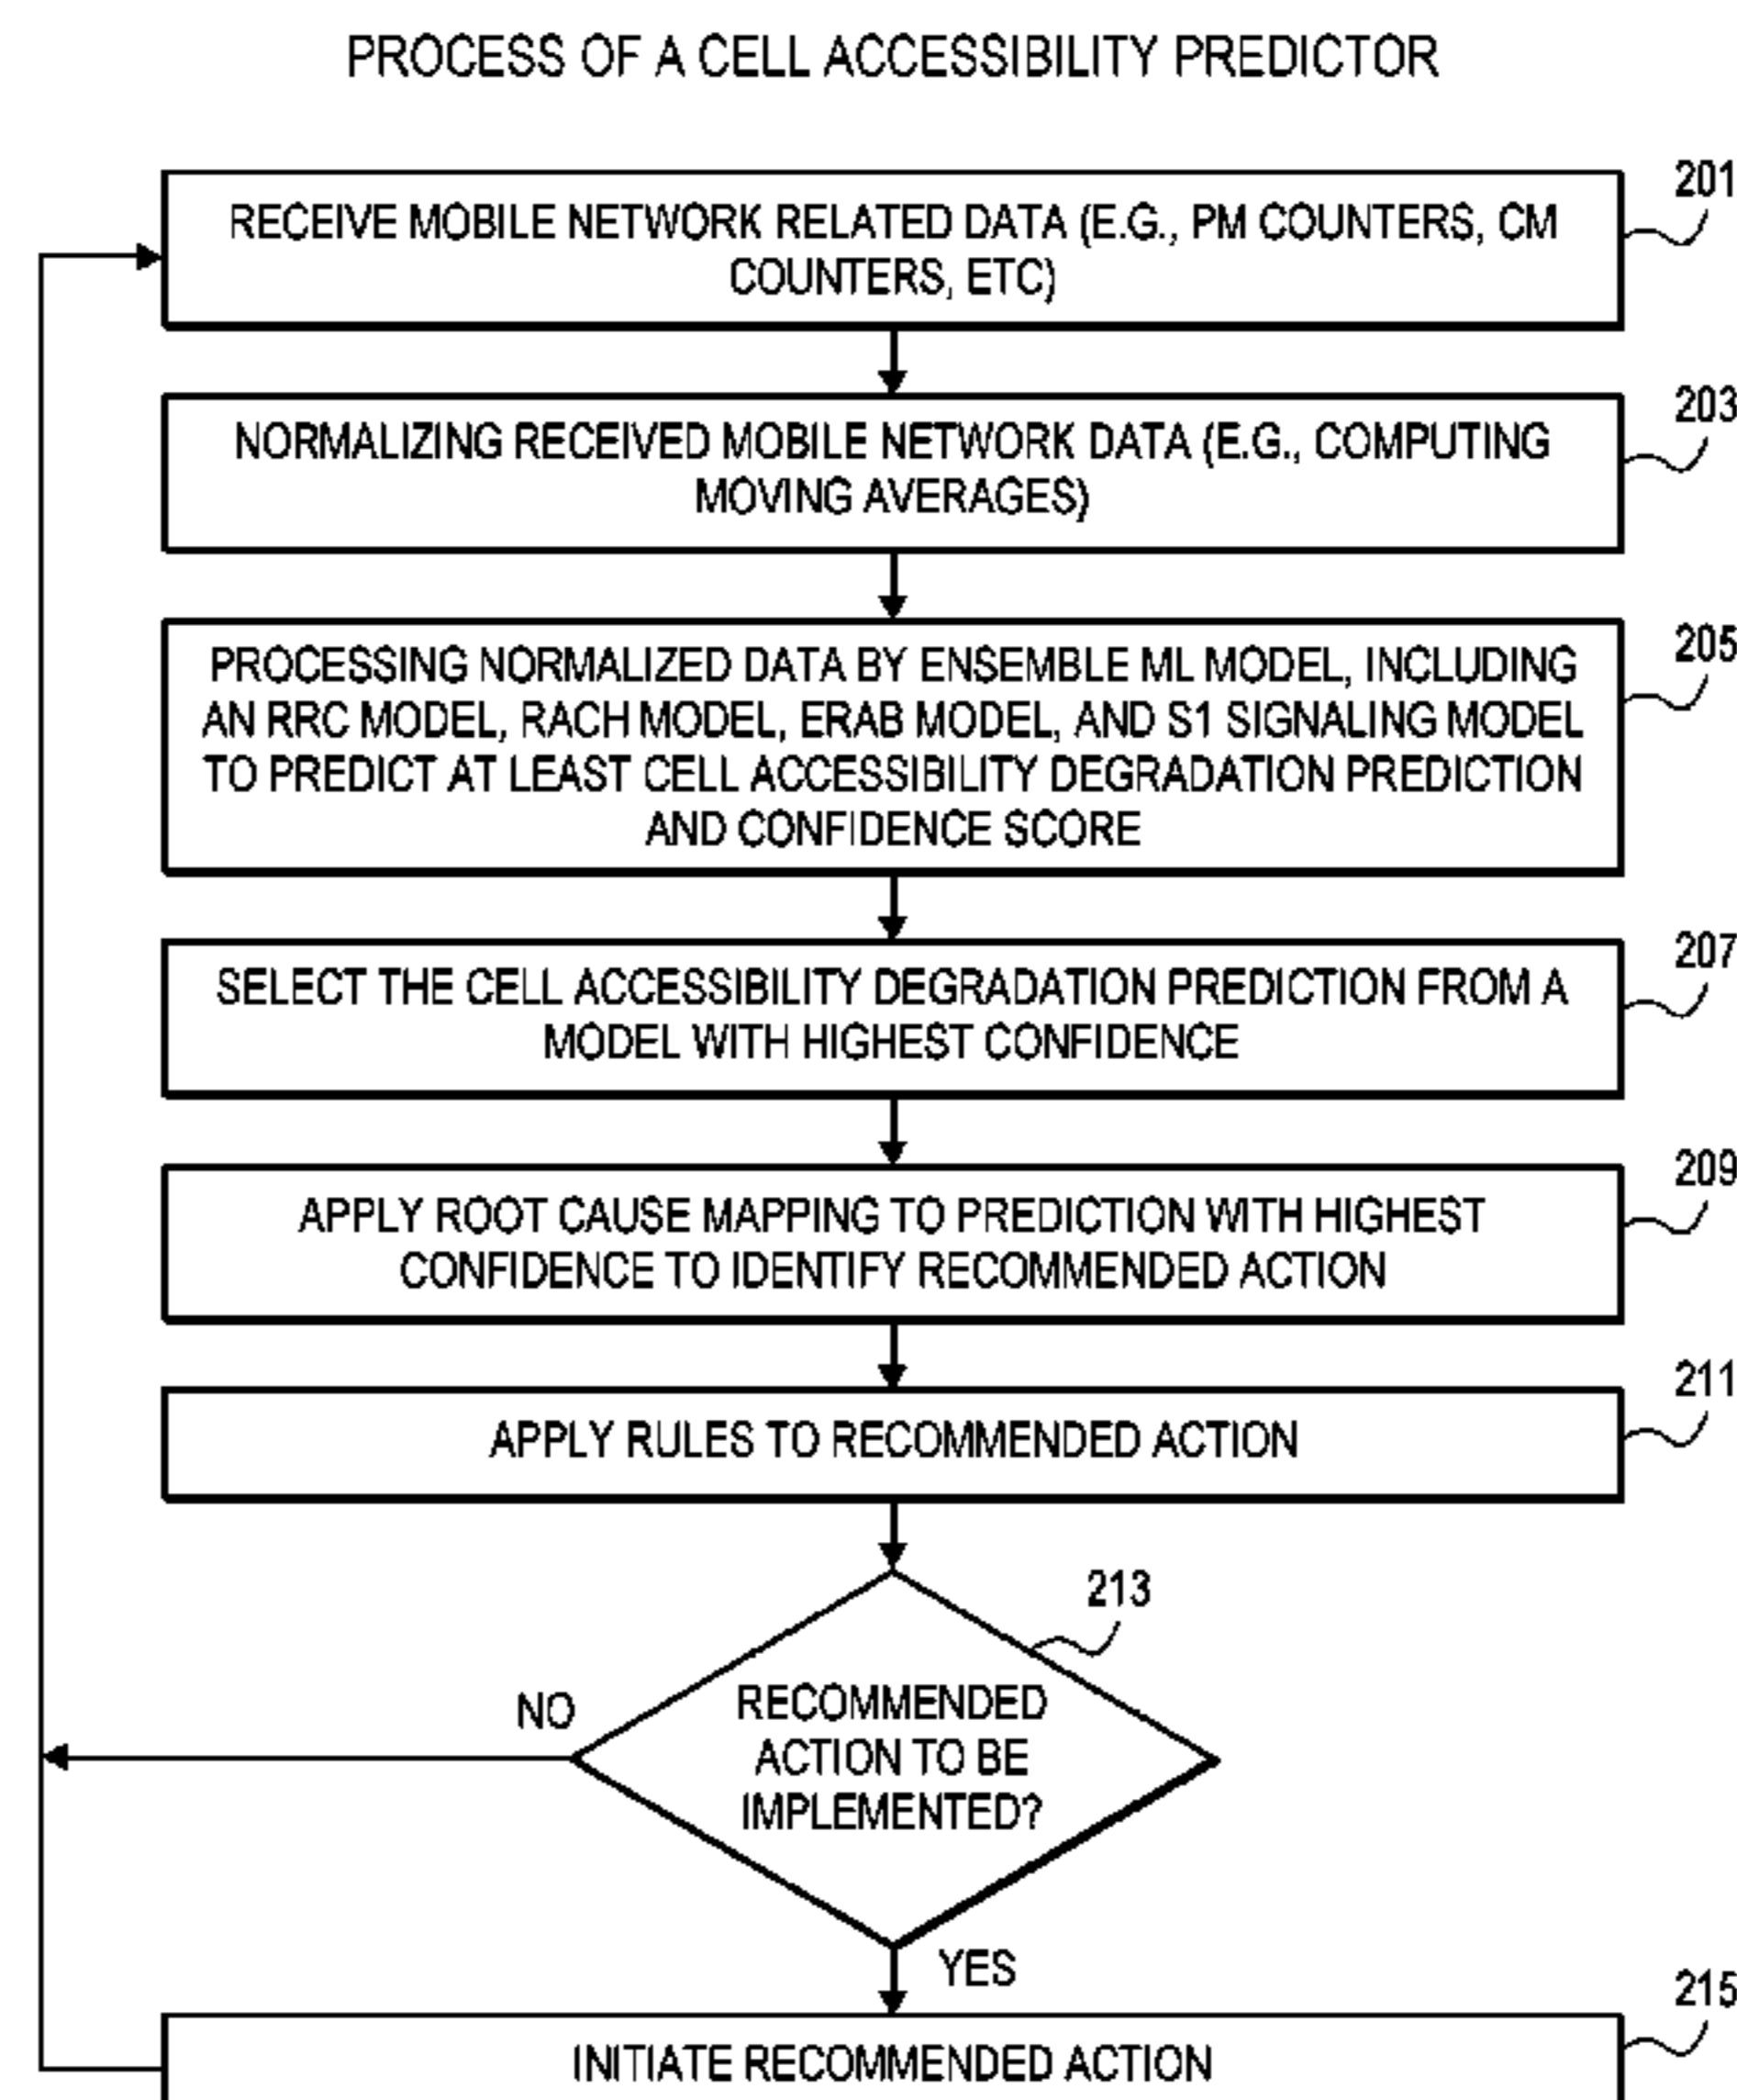 PROCESS OF A CELL ACCESSIBILITY PREDICTOR
201
RECEIVE MOBILE NETWORK RELATED DATA (E.G., PM COUNTERS, CM
COUNTERS, ETC)
203
NORMALIZING RECEIVED MOBILE NETWORK DATA (E.G., COMPUTING
MOVING AVERAGES)
205
PROCESSING NORMALIZED DATA BY ENSEMBLE ML MODEL, INCLUDING
AN RRC MODEL, RACH MODEL, ERAB MODEL, AND S1 SIGNALING MODEL
TO PREDICT AT LEAST CELL ACCESSIBILITY DEGRADATION PREDICTION
AND CONFIDENCE SCORE
207
SELECT THE CELL ACCESSIBILITY DEGRADATION PREDICTION FROM A
MODEL WITH HIGHEST CONFIDENCE
209
APPLY ROOT CAUSE MAPPING TO PREDICTION WITH HIGHEST
CONFIDENCE TO IDENTIFY RECOMMENDED ACTION
211
APPLY RULES TO RECOMMENDED ACTION
213
NO
RECOMMENDED
ACTION TO BE
IMPLEMENTED?
YES
215
INITIATE RECOMMENDED ACTION